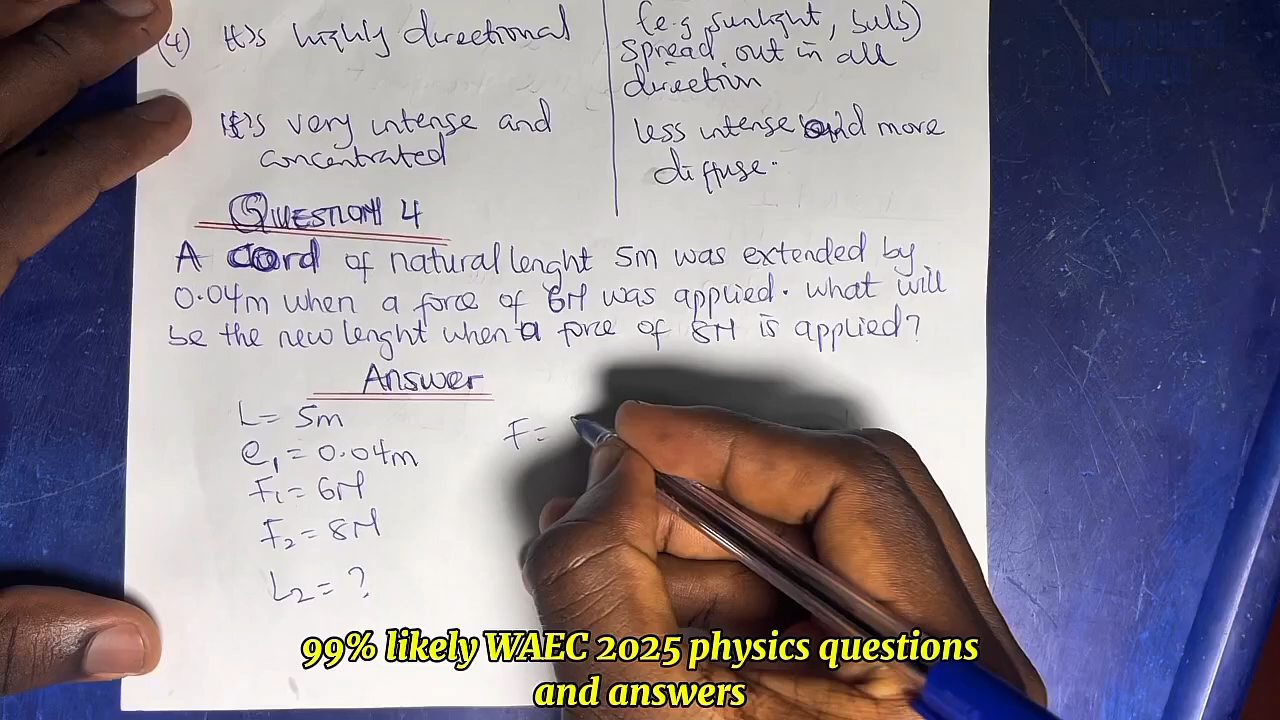 (4) It's highly directional
(e.g sunlight, buls)
spread out in all
direction
It's very intense and
concentrated
less intense and more
diffuse.
QUESTION 4
A Cord of natural lenght 5m was extended by
0.04m when a force of 6N was applied. what will
be the new lenght when a force of 8N is applied?
Answer
L = 5m
e₁ = 0.04m
F₁ = 6N
F₂ = 8N
L₂ = ?
F =
99% likely WAEC 2025 physics questions
and answers